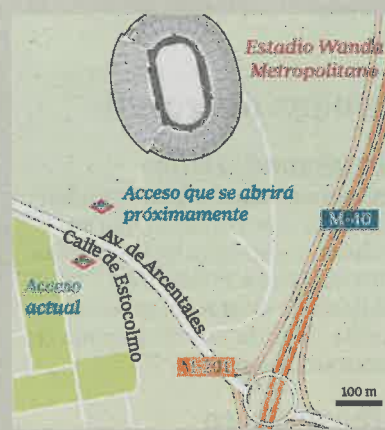 Estadio Wanda
Metropolitano
Acceso que se abrirá
próximamente
M-40
Av. de Arcentales
Calle de Estocolmo
Acceso
actual
100 m